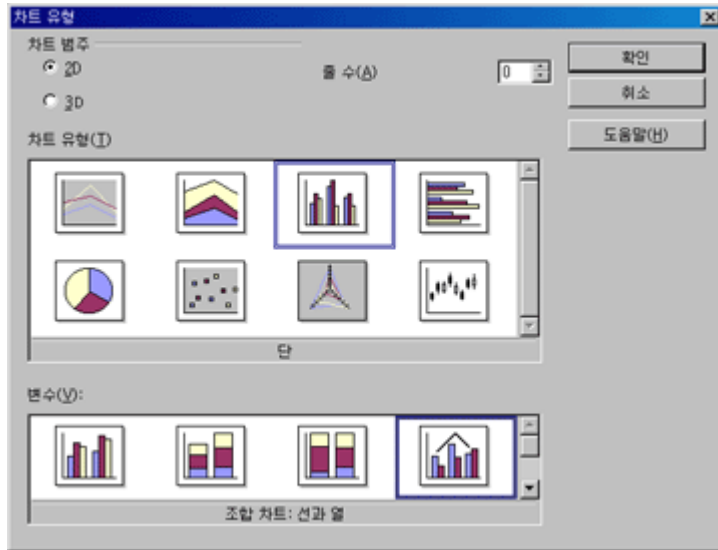 차트 유형
차트 범주
2D
줄 수(A)
0
확인
3D
취소
차트 유형(T)
도움말(H)
단
변수(V):
조합 차트: 선과 열